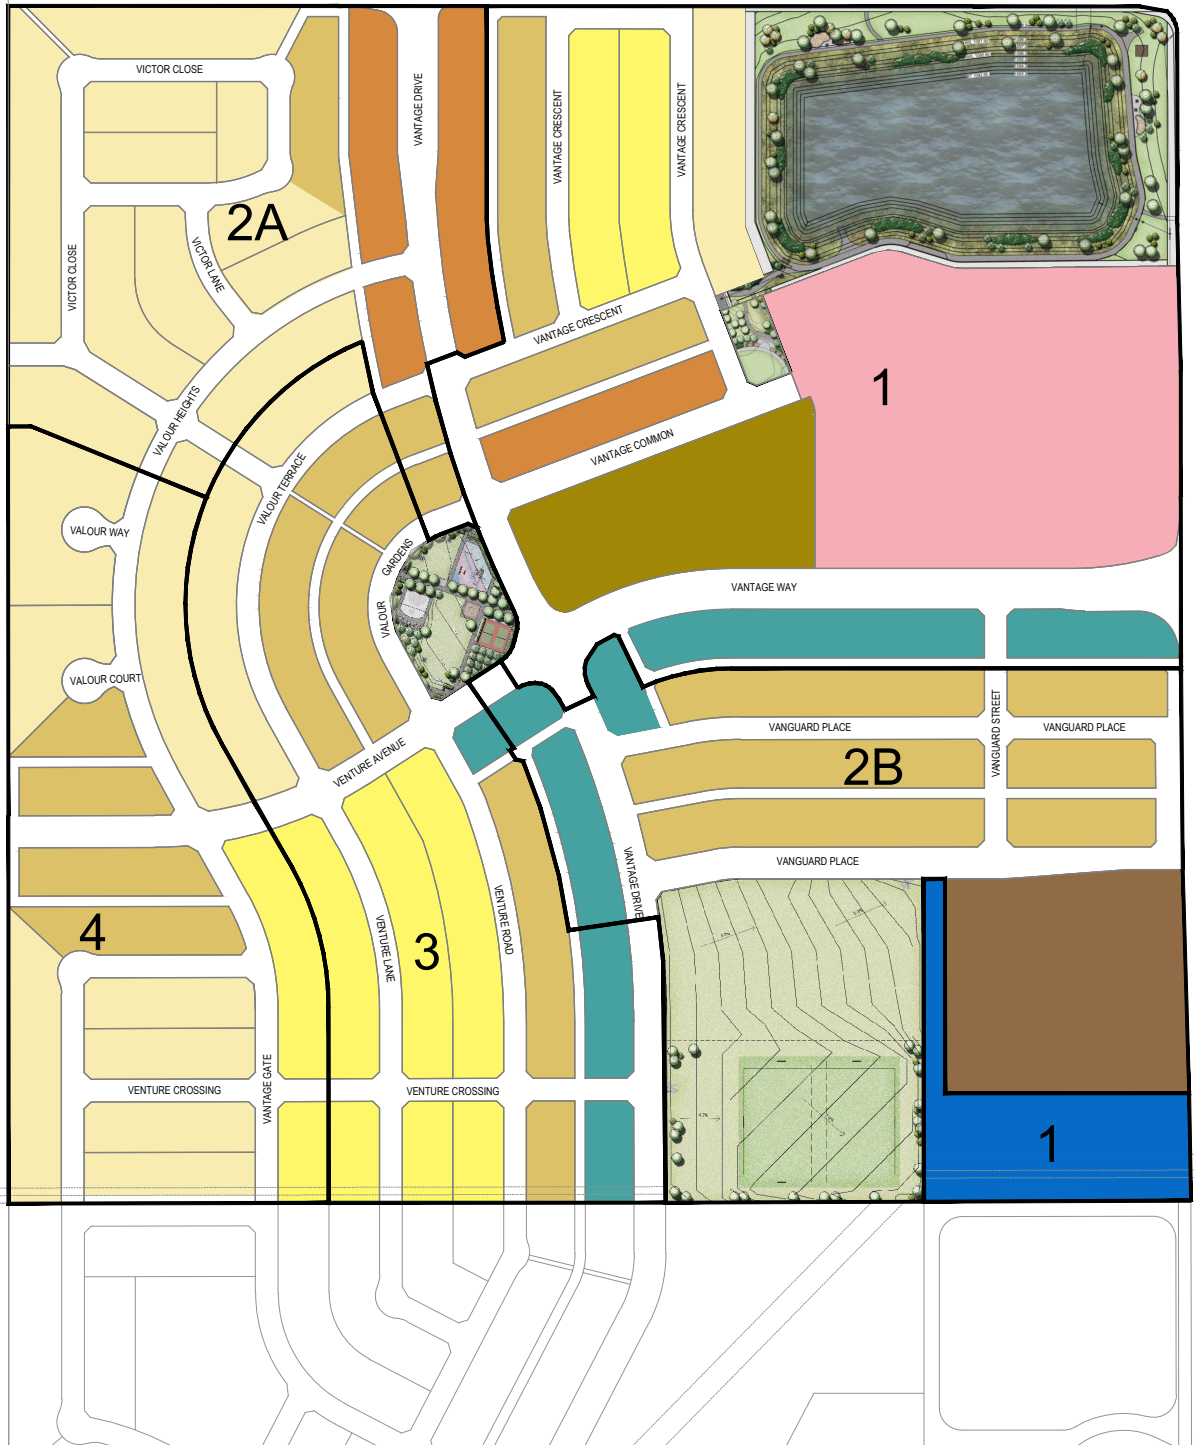 VICTOR CLOSE
VANTAGE DRIVE
VANTAGE CRESCENT
VANTAGE CRESCENT
2A
VICTOR CLOSE
VICTOR LANE
VANTAGE CRESCENT
1
VALOUR HEIGHTS
VANTAGE COMMON
VALOUR TERRACE
VALOUR WAY
GARDENS
VALOUR
VANTAGE WAY
VALOUR COURT
VANGUARD STREET
VANGUARD PLACE
VANGUARD PLACE
VENTURE AVENUE
2B
VANGUARD PLACE
VANTAGE DRIVE
4
VENTURE LANE
3
VENTURE ROAD
VANTAGE GATE
VENTURE CROSSING
VENTURE CROSSING
1